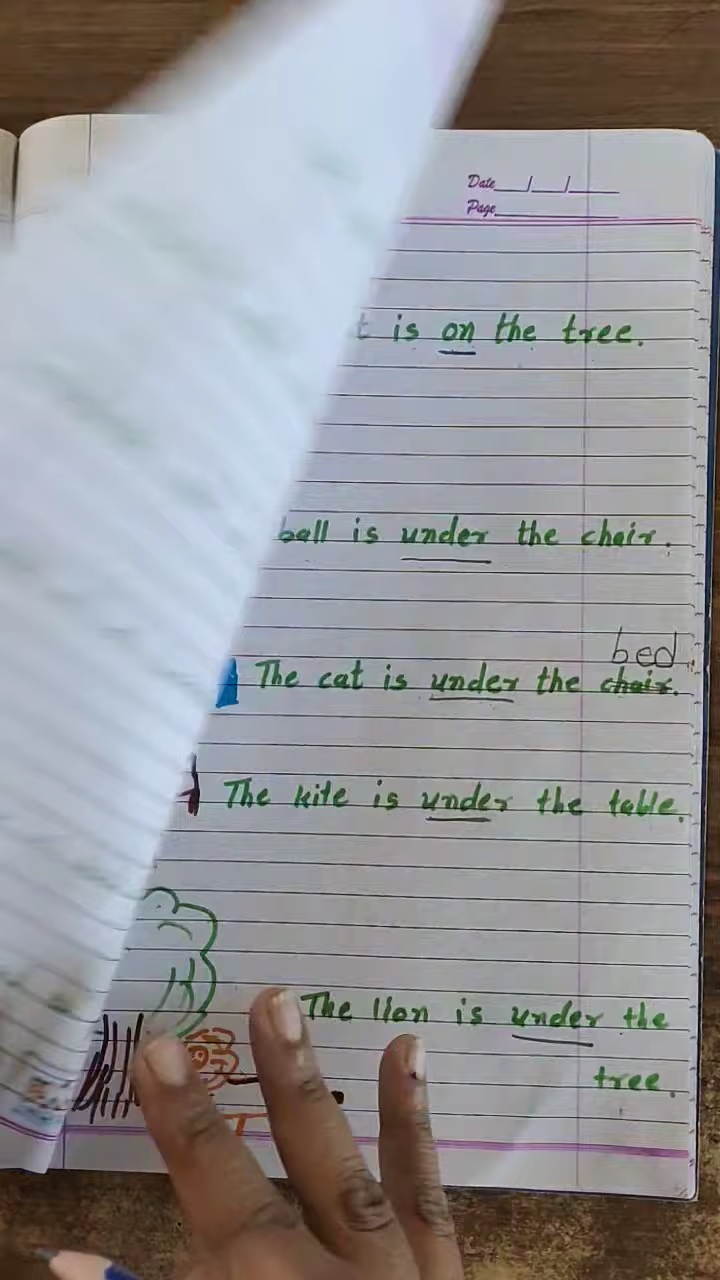 Date / /
Page
t is on the tree.
ball is under the chair.
bed
The cat is under the chair.
The kite is under the table.
The lion is under the
tree.